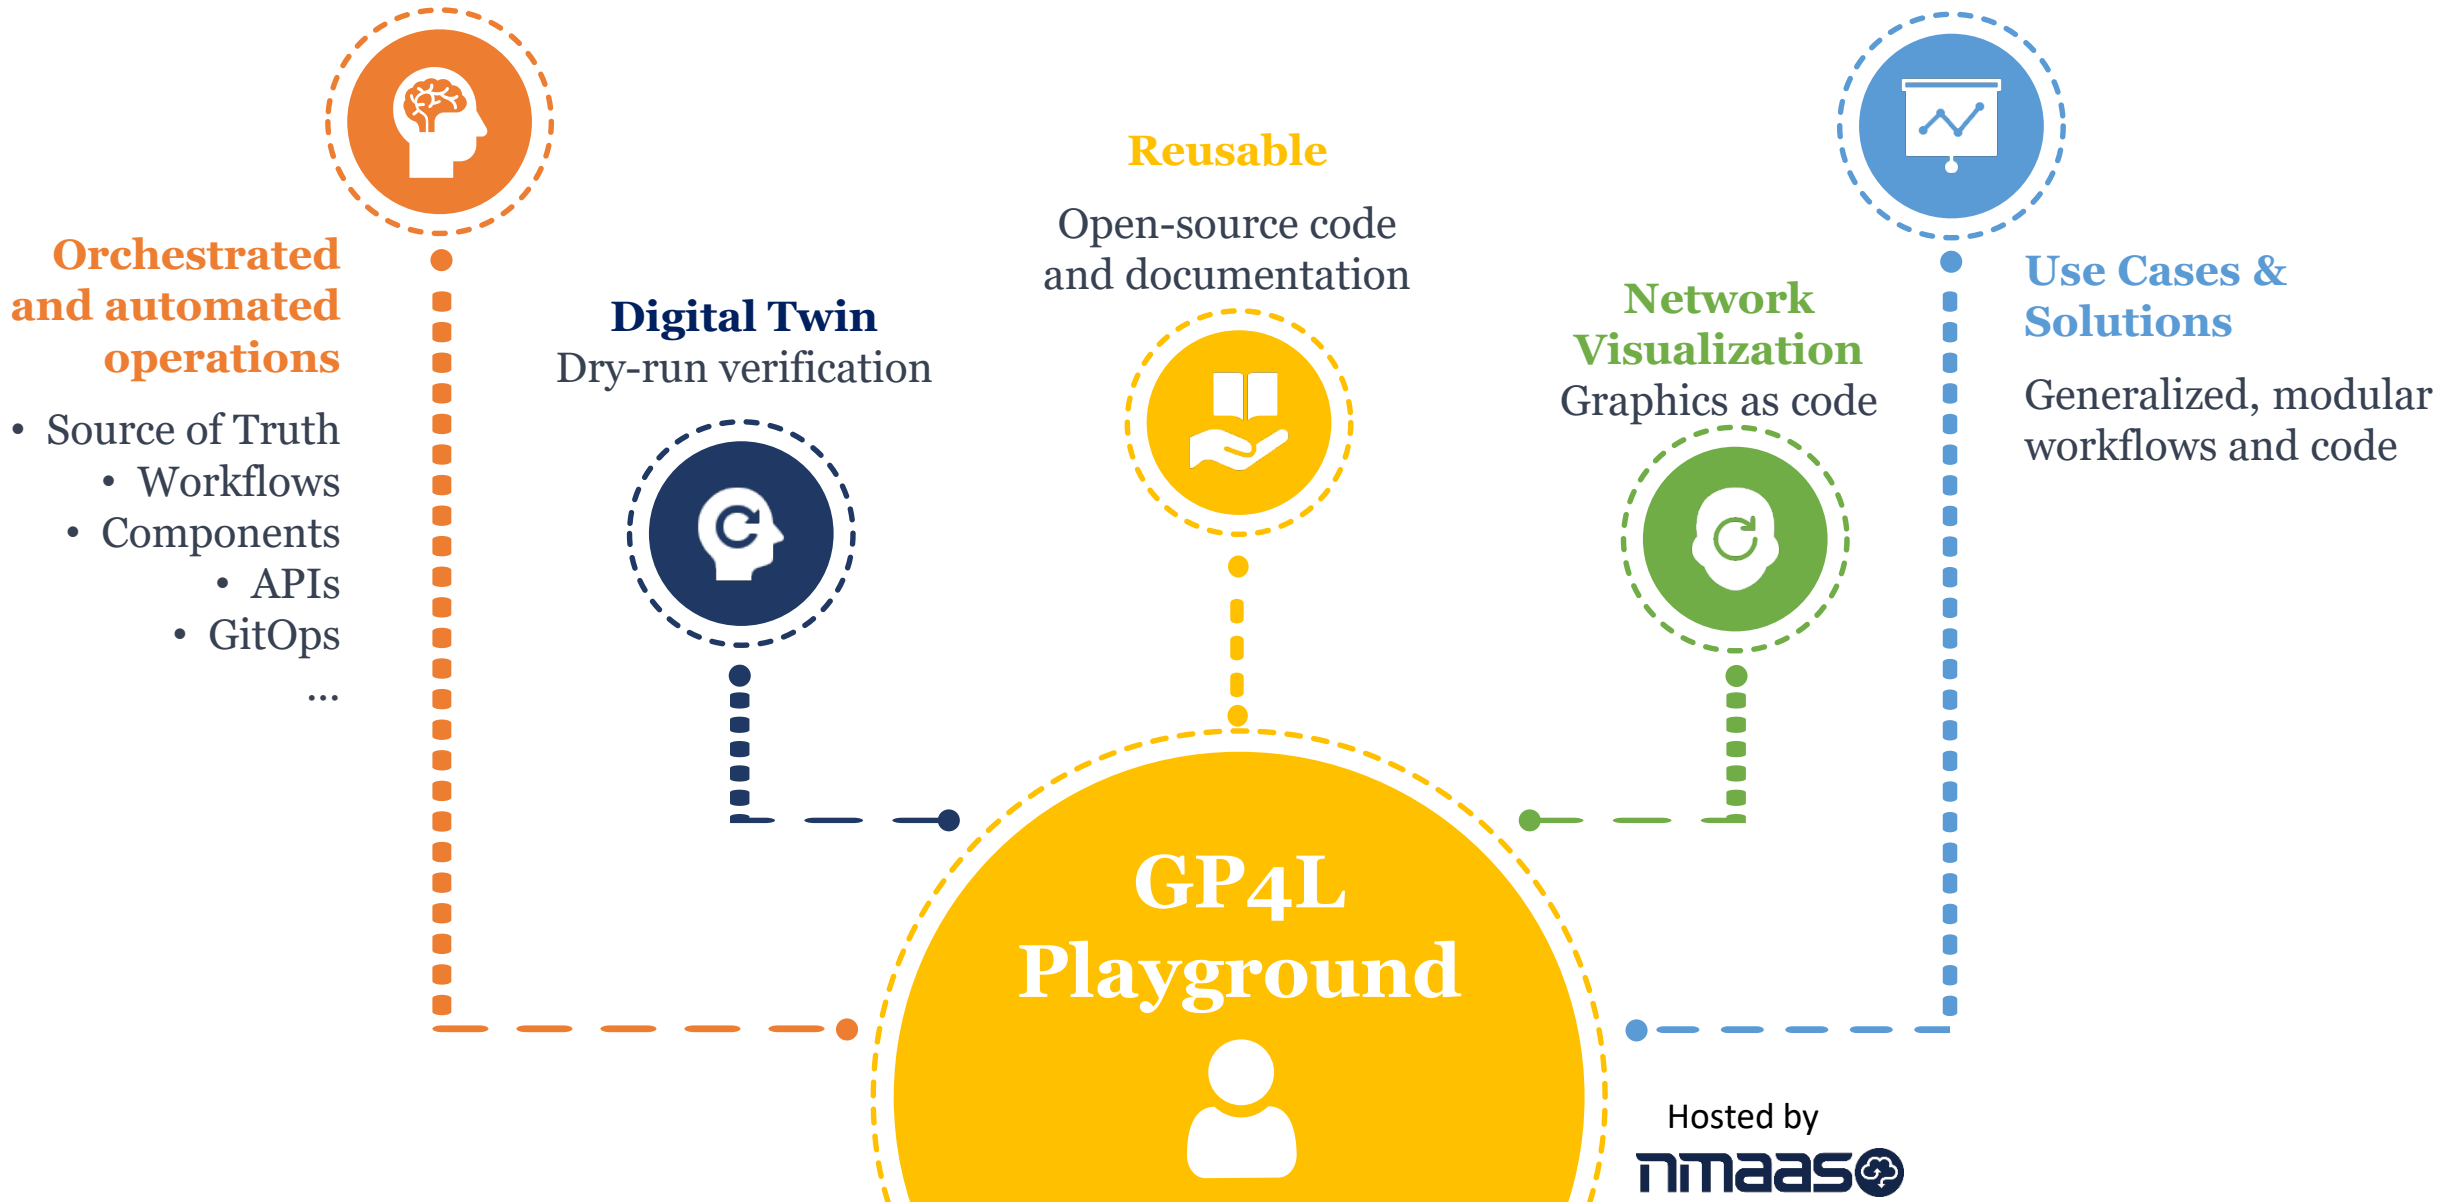 Orchestrated
and automated
operations
• Source of Truth
• Workflows
• Components
• APIs
• GitOps
...
Digital Twin
Dry-run verification
Reusable
Open-source code
and documentation
Network
Visualization
Graphics as code
Use Cases &
Solutions
Generalized, modular
workflows and code
GP4L
Playground
Hosted by
nmaas